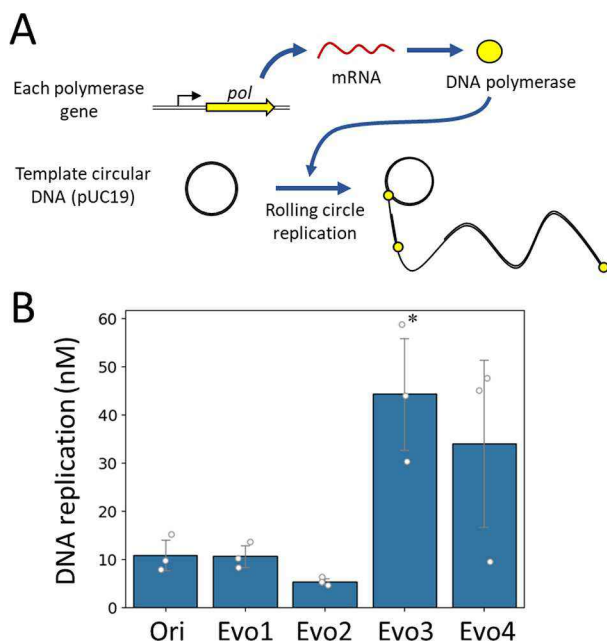 A
Each polymerase
gene
pol
mRNA
DNA polymerase
Template circular
DNA (pUC19)
Rolling circle
replication
B
DNA replication (nM)
60
50
40
30
20
10
0
*
Ori Evo1 Evo2 Evo3 Evo4